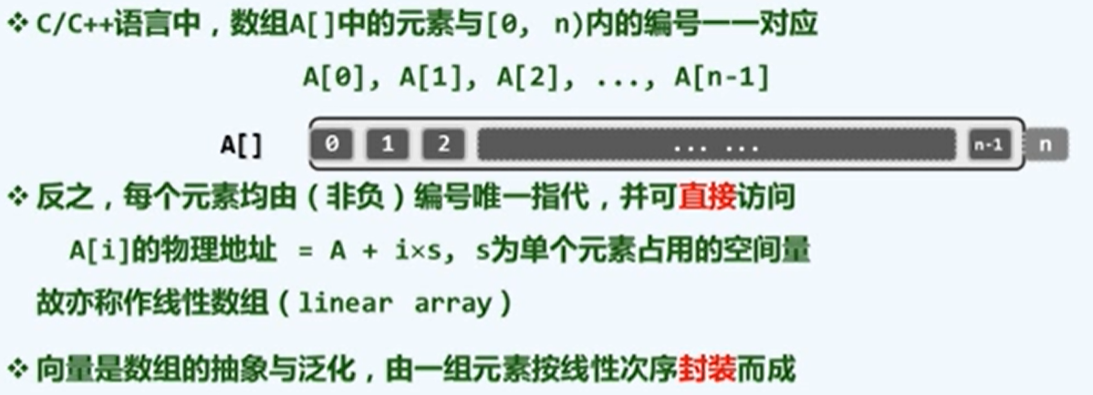 ❖ C/C++语言中，数组A[]中的元素与[0, n)内的编号一一对应
A[0], A[1], A[2], ..., A[n-1]
A[] 0 1 2 ... ... n-1 n
❖ 反之，每个元素均由（非负）编号唯一指代，并可直接访问
A[i]的物理地址 = A + i×s, s为单个元素占用的空间量
故亦称作线性数组（linear array）
❖ 向量是数组的抽象与泛化，由一组元素按线性次序封装而成